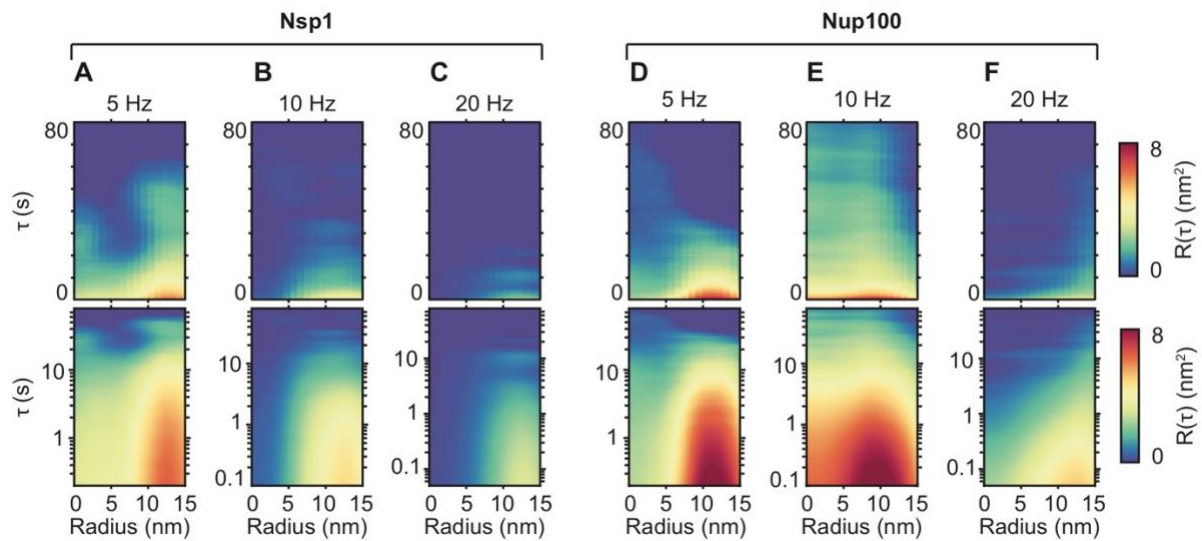 Nsp1 Nup100
A B C D E F
5 Hz 10 Hz 20 Hz 5 Hz 10 Hz 20 Hz
80 80 80 80 80 80
τ (s) τ (s) R(τ) (nm²)
8
0
0 0 0 0 0 0
τ (s) τ (s) R(τ) (nm²)
8
0
10 10 10 10 10 10
1 1 1 1 1 1
0.1 0.1 0.1 0.1
0 5 10 15 0 5 10 15 0 5 10 15 0 5 10 15 0 5 10 15 0 5 10 15
Radius (nm) Radius (nm) Radius (nm) Radius (nm) Radius (nm) Radius (nm)